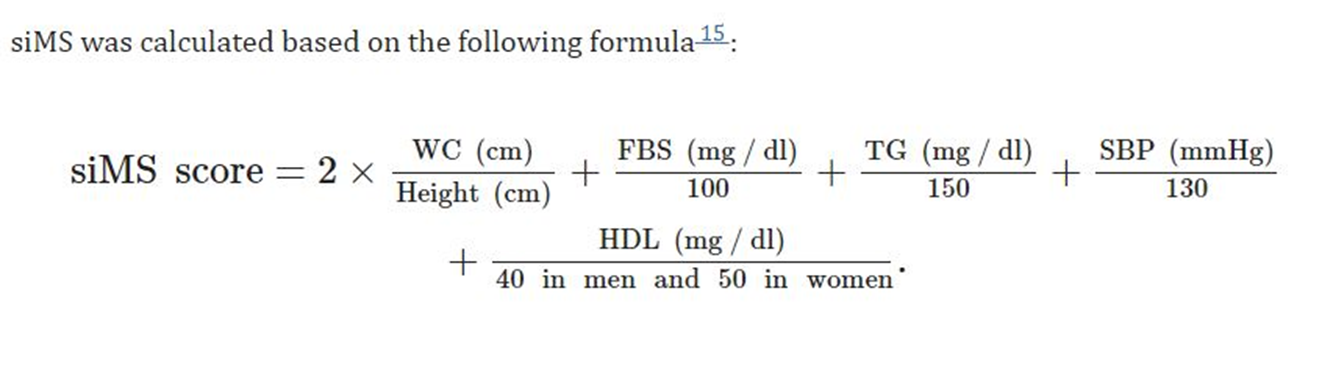 siMS was calculated based on the following formula15:
siMS score = 2 × WC (cm) / Height (cm) + FBS (mg / dl) / 100 + TG (mg / dl) / 150 + SBP (mmHg) / 130
+ HDL (mg / dl) / 40 in men and 50 in women.